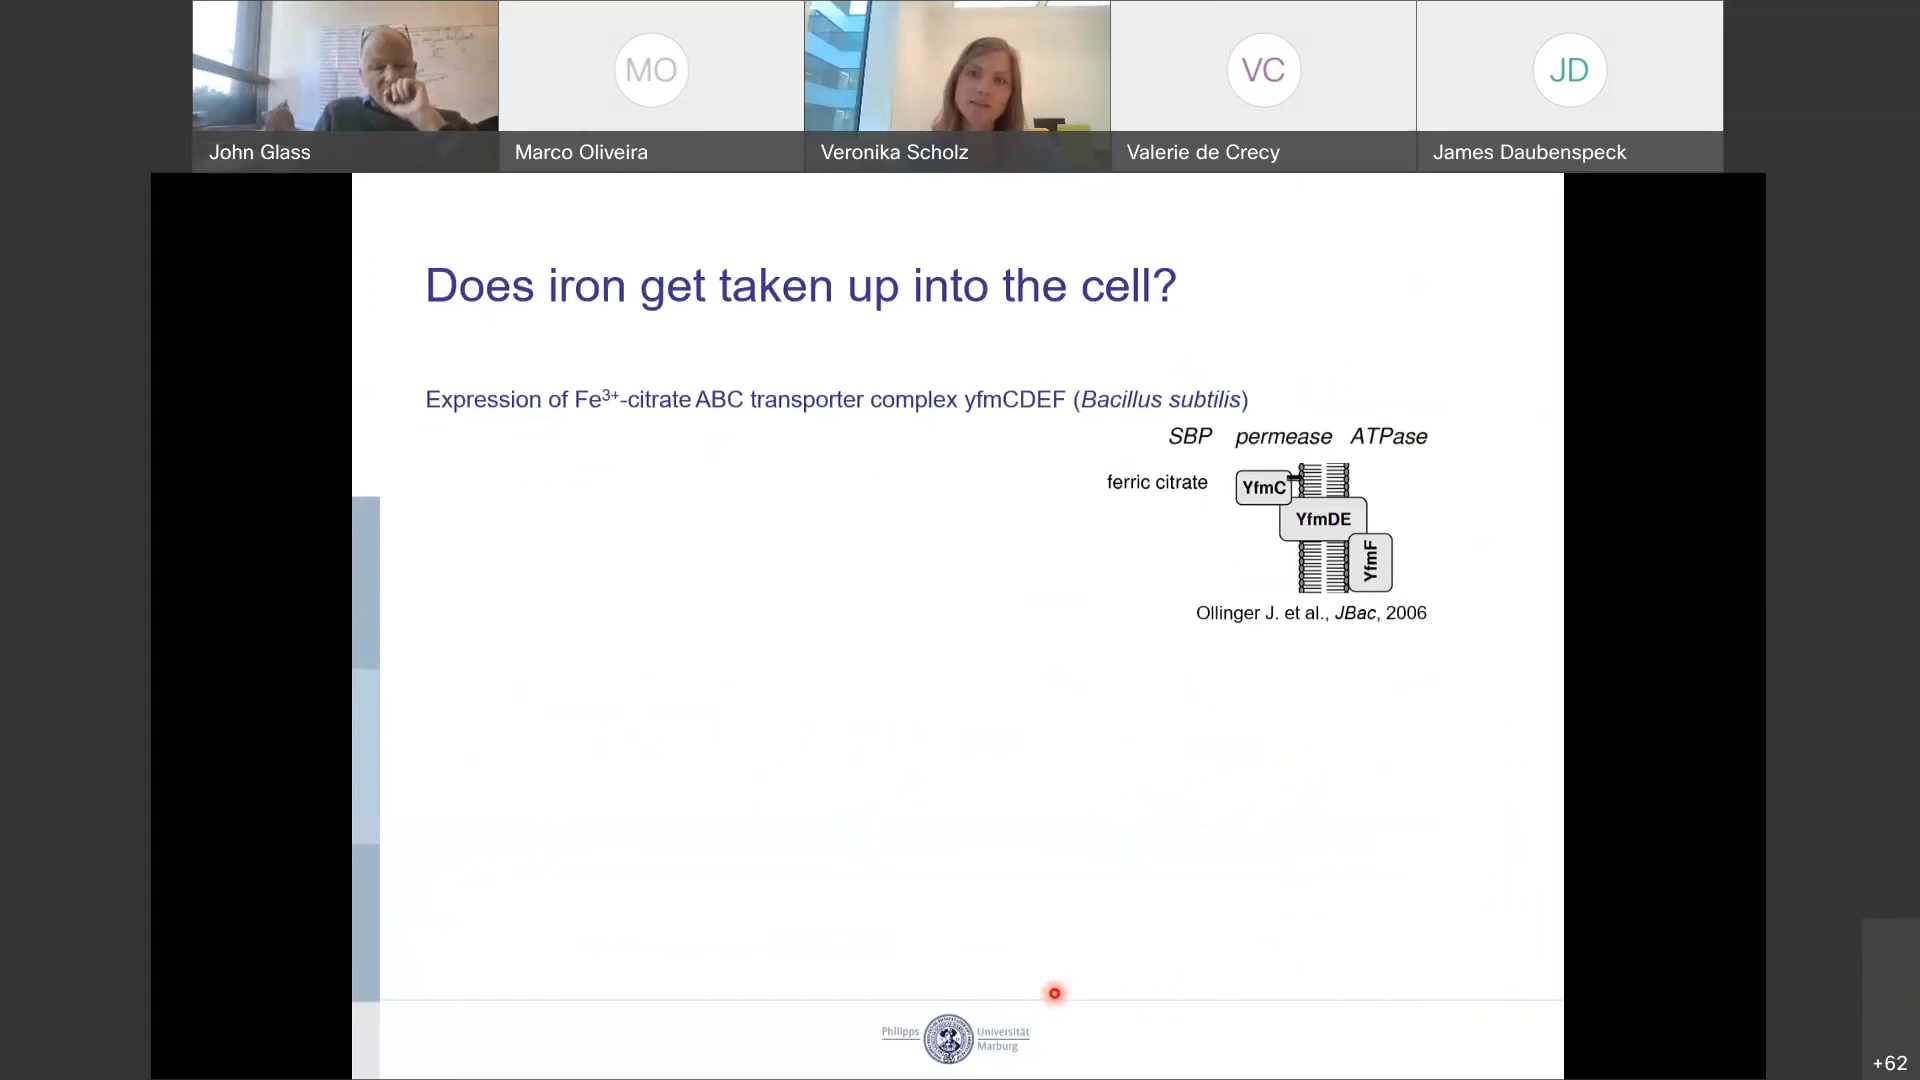 MO
VC
JD
John Glass
Marco Oliveira
Veronika Scholz
Valerie de Crecy
James Daubenspeck
Does iron get taken up into the cell?
Expression of Fe³⁺-citrate ABC transporter complex yfmCDEF (Bacillus subtilis)
SBP permease ATPase
ferric citrate
YfmC
YfmDE
YfmF
Ollinger J. et al., JBac, 2006
Philipps Universität
Marburg
+62